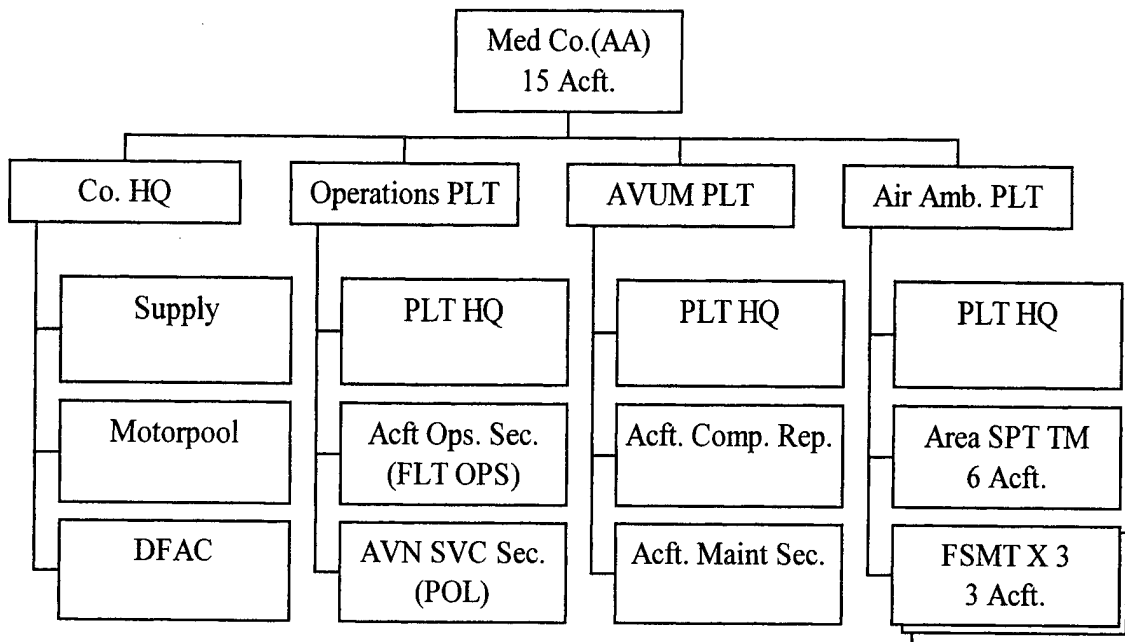 Med Co.(AA)
15 Acft.
Co. HQ
Operations PLT
AVUM PLT
Air Amb. PLT
Supply
PLT HQ
PLT HQ
PLT HQ
Motorpool
Acft Ops. Sec.
(FLT OPS)
Acft. Comp. Rep.
Area SPT TM
6 Acft.
DFAC
AVN SVC Sec.
(POL)
Acft. Maint Sec.
FSMT X 3
3 Acft.